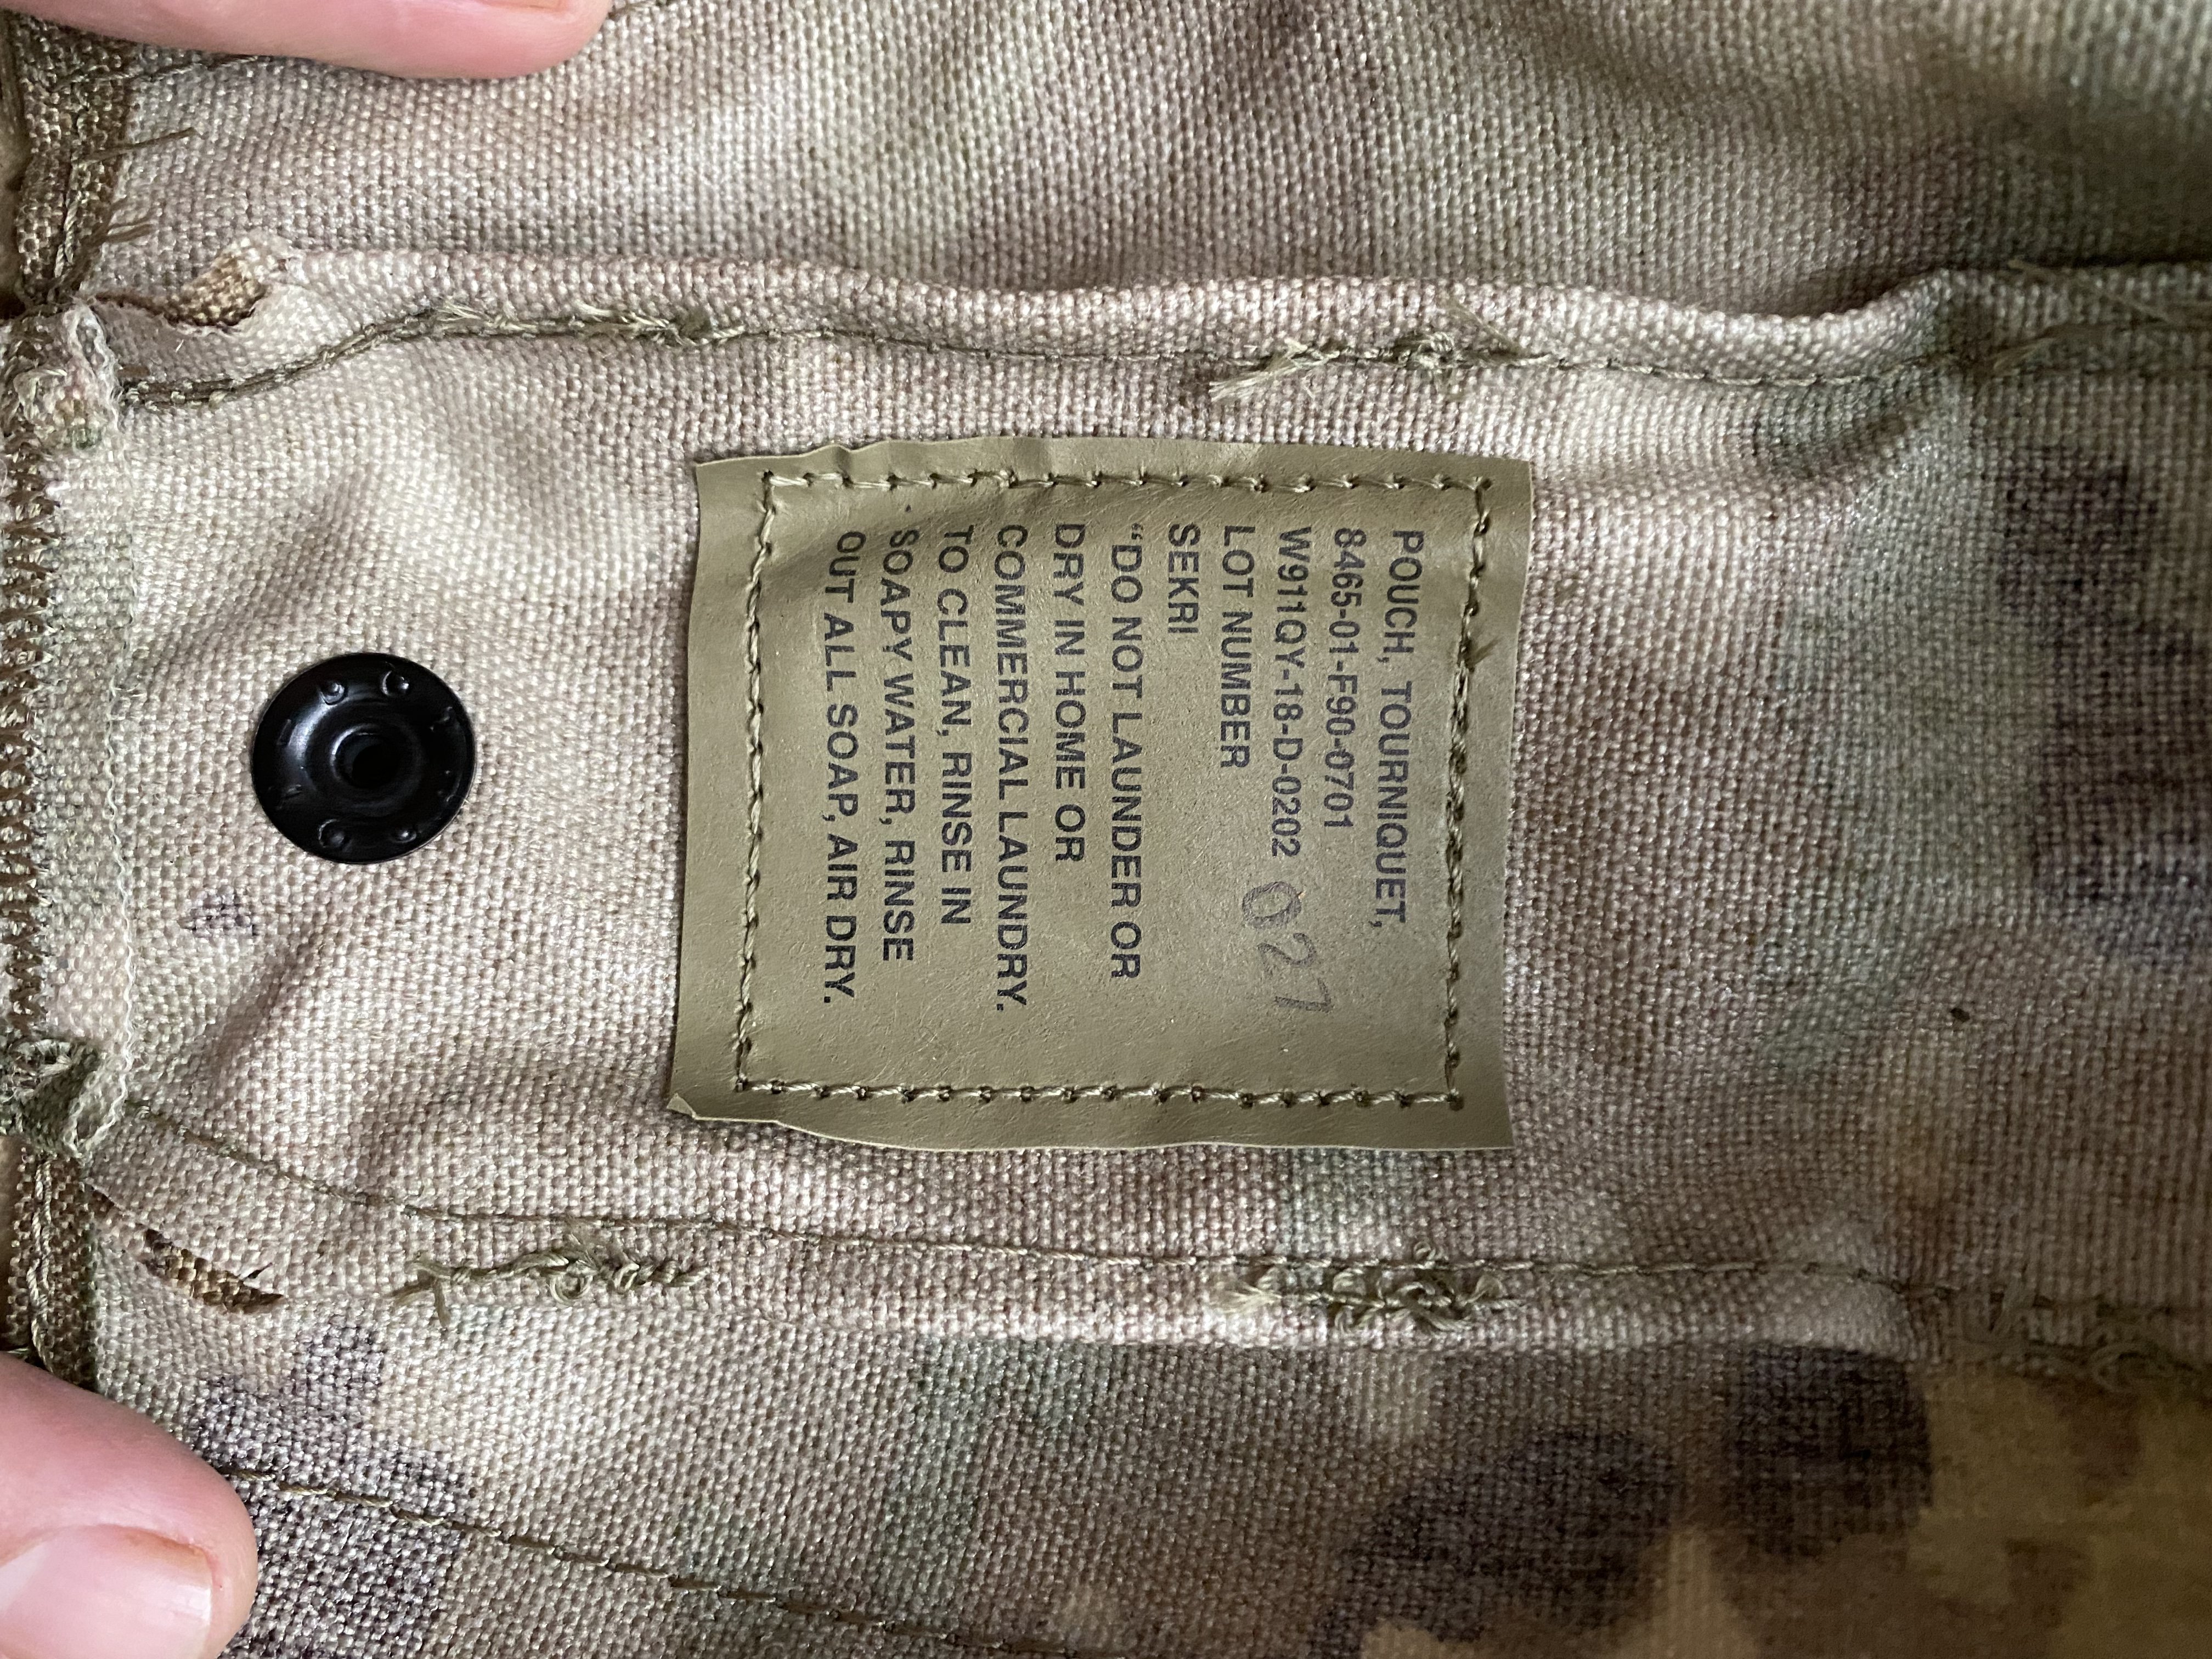 POUCH, TOURNIQUET,
8465-01-F90-0701
W911QY-18-D-0202
LOT NUMBER 027
SEKRI
“DO NOT LAUNDER OR
DRY IN HOME OR
COMMERCIAL LAUNDRY.
TO CLEAN, RINSE IN
SOAPY WATER, RINSE
OUT ALL SOAP, AIR DRY.